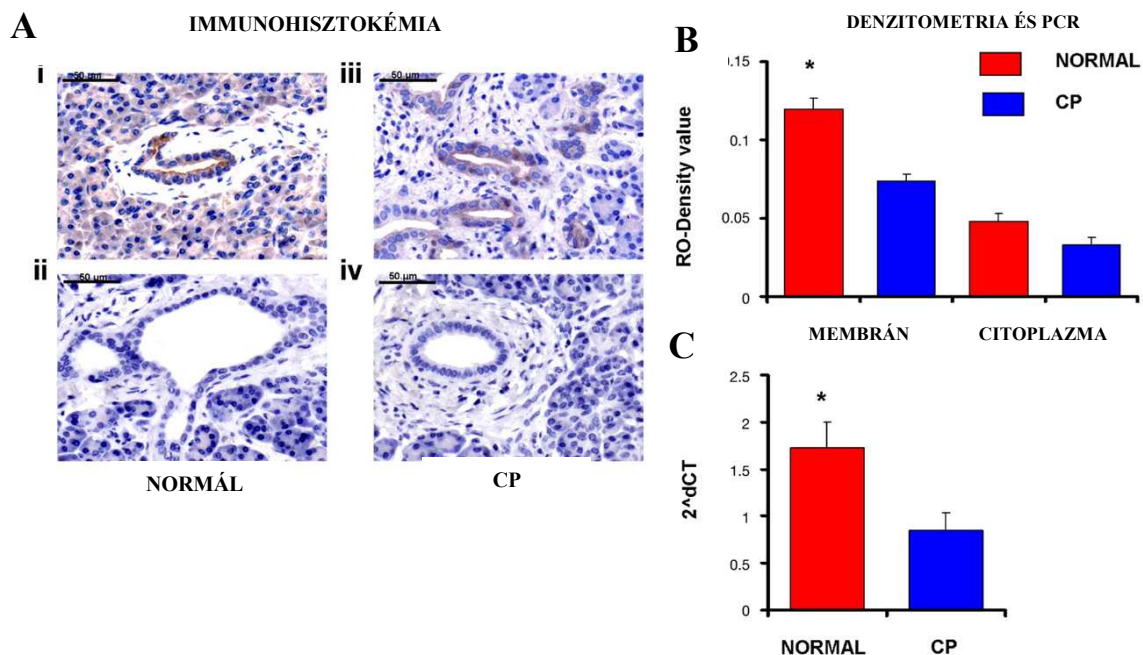 A
IMMUNOHISZTOKÉMIA
i
50 µm
iii
50 µm
ii
50 µm
iv
50 µm
NORMÁL
CP
DENZITOMETRIA ÉS PCR
B
NORMAL
CP
RO-Density value
0.15
0.1
0.05
0
*
MEMBRÁN
CITOPLAZMA
C
2^dCT
2.5
2
1.5
1
0.5
0
*
NORMAL
CP